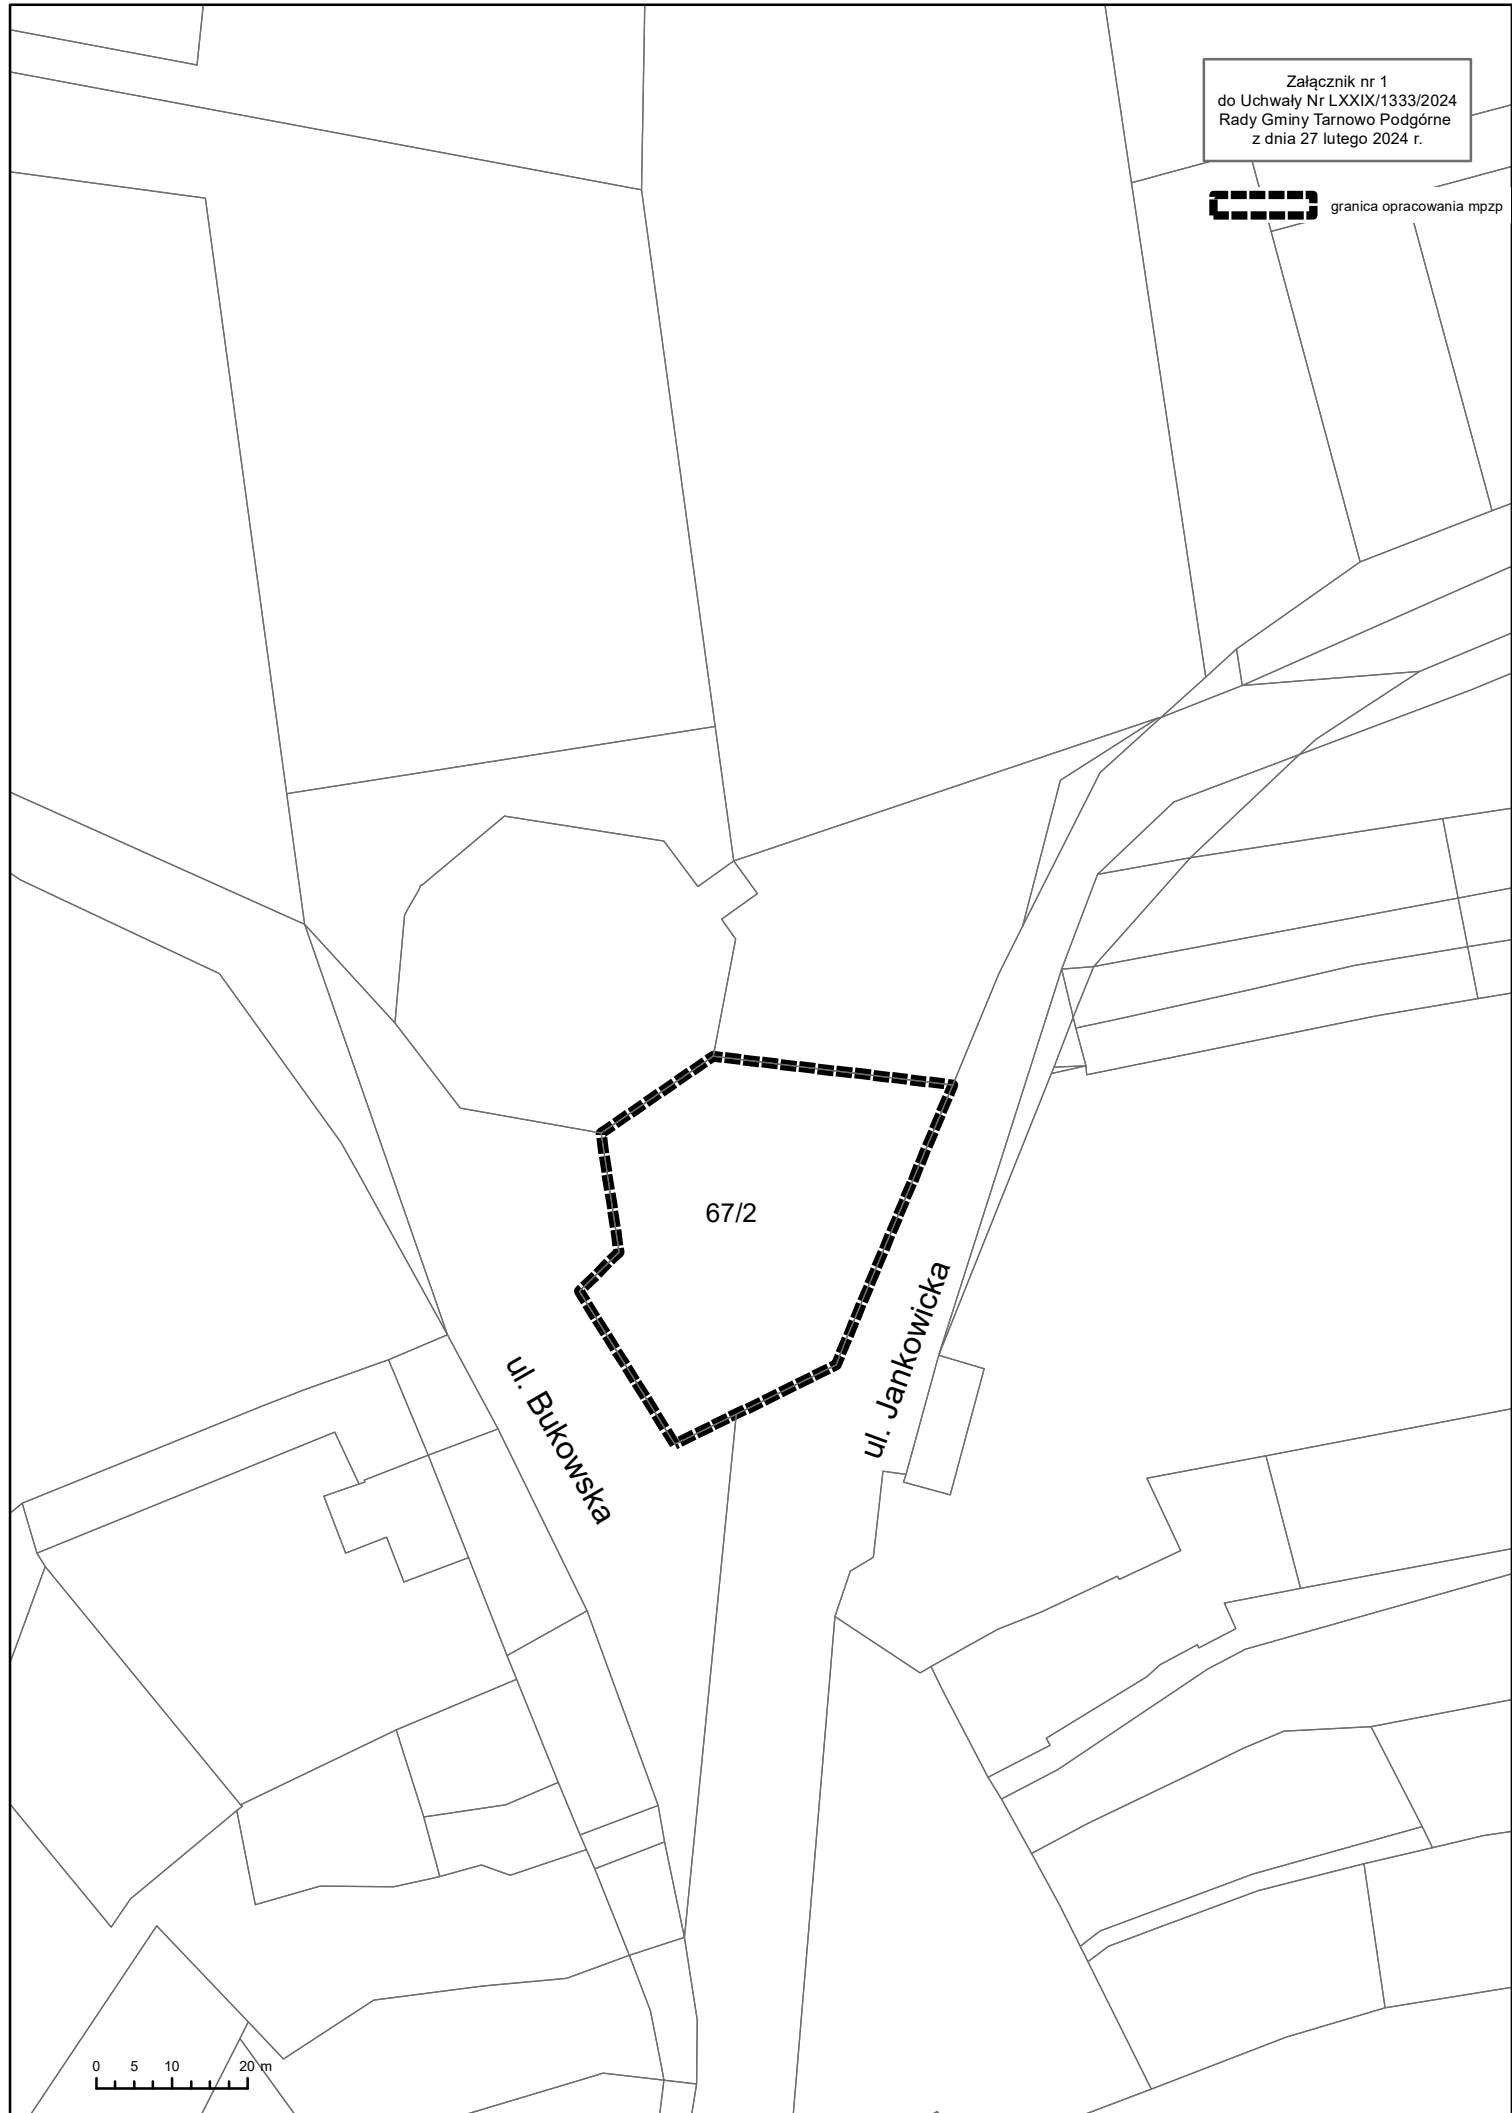 Załącznik nr 1
do Uchwały Nr LXXIX/1333/2024
Rady Gminy Tarnowo Podgórne
z dnia 27 lutego 2024 r.
granica opracowania mpzp
67/2
ul. Jankowicka
ul. Bukowska
0 5 10 20 m